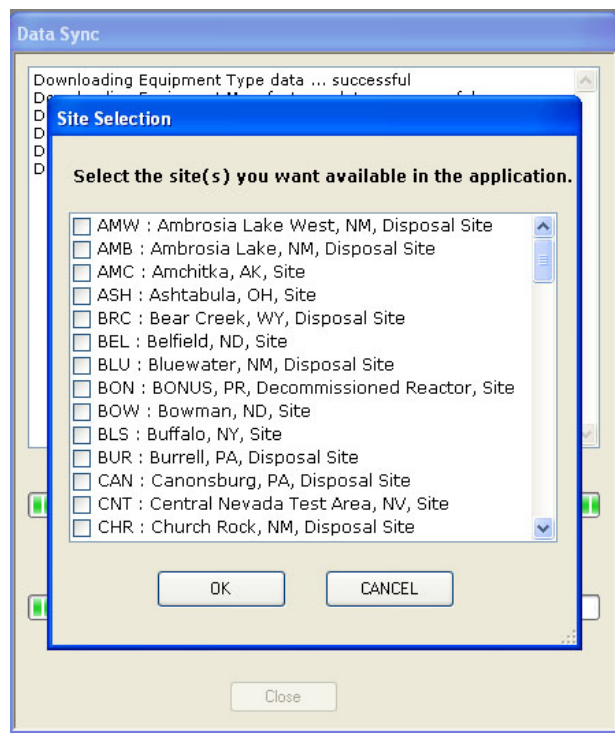 Data Sync
Downloading Equipment Type data ... successful
D
D
D
D
D
Site Selection
Select the site(s) you want available in the application.
AMW : Ambrosia Lake West, NM, Disposal Site
AMB : Ambrosia Lake, NM, Disposal Site
AMC : Amchitka, AK, Site
ASH : Ashtabula, OH, Site
BRC : Bear Creek, WY, Disposal Site
BEL : Belfield, ND, Site
BLU : Bluewater, NM, Disposal Site
BON : BONUS, PR, Decommissioned Reactor, Site
BOW : Bowman, ND, Site
BLS : Buffalo, NY, Site
BUR : Burrell, PA, Disposal Site
CAN : Canonsburg, PA, Disposal Site
CNT : Central Nevada Test Area, NV, Site
CHR : Church Rock, NM, Disposal Site
OK
CANCEL
Close